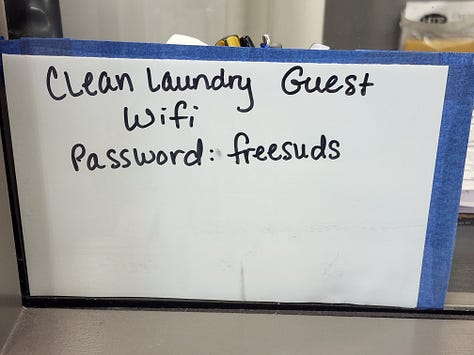 Clean Laundry Guest
Wifi
Password: freesuds